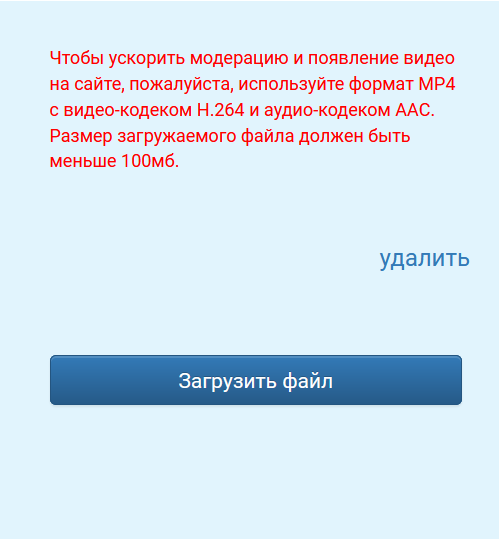 Чтобы ускорить модерацию и появление видео
на сайте, пожалуйста, используйте формат MP4
с видео-кодеком H.264 и аудио-кодеком AAC.
Размер загружаемого файла должен быть
меньше 100мб.
удалить
Загрузить файл